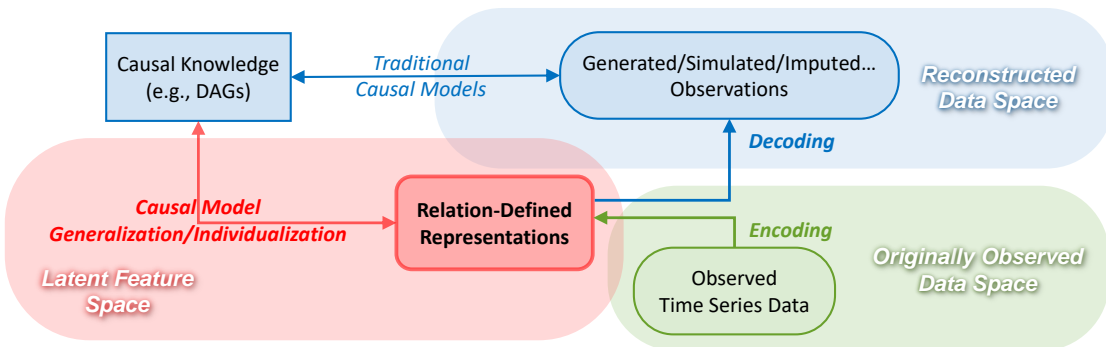 Causal Knowledge
(e.g., DAGs)
Traditional
Causal Models
Generated/Simulated/Imputed...
Observations
Reconstructed
Data Space
Decoding
Causal Model
Generalization/Individualization
Relation-Defined
Representations
Encoding
Latent Feature
Space
Observed
Time Series Data
Originally Observed
Data Space